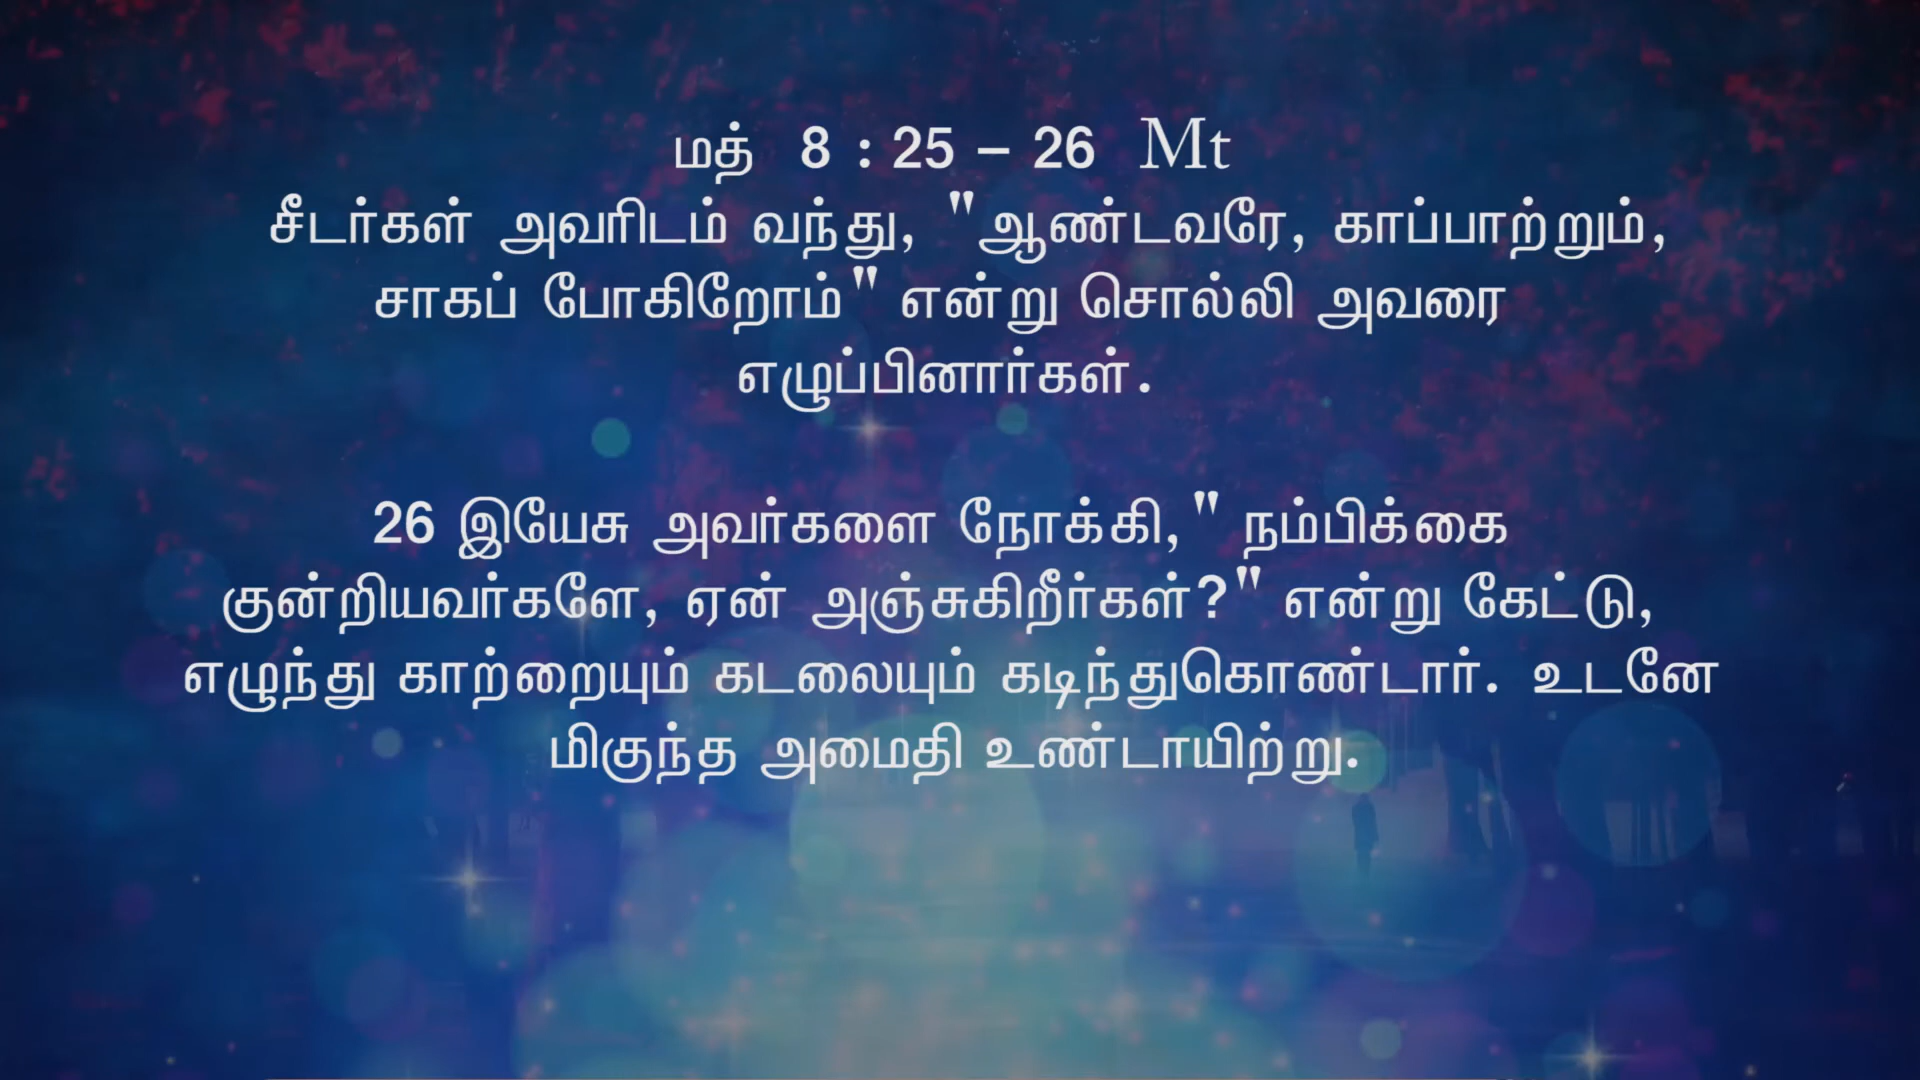 மத் 8 : 25 – 26 Mt
சீடர்கள் அவரிடம் வந்து, "ஆண்டவரே, காப்பாற்றும்,
சாகப் போகிறோம்" என்று சொல்லி அவரை
எழுப்பினார்கள்.
26 இயேசு அவர்களை நோக்கி," நம்பிக்கை
குன்றியவர்களே, ஏன் அஞ்சுகிறீர்கள்?" என்று கேட்டு,
எழுந்து காற்றையும் கடலையும் கடிந்துகொண்டார். உடனே
மிகுந்த அமைதி உண்டாயிற்று.